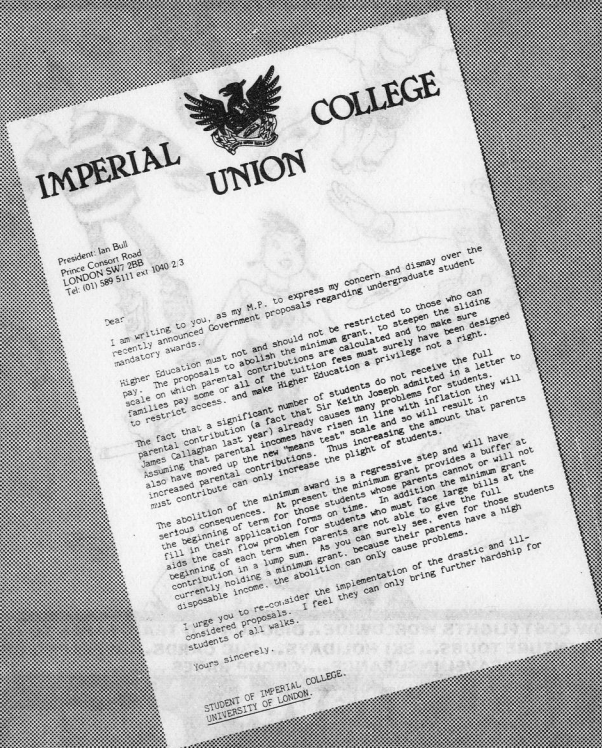 IMPERIAL COLLEGE
UNION
President: Ian Bull
Prince Consort Road
LONDON SW7 2BB
Tel: (01) 589 5111 ext 1040/2/3
Dear
I am writing to you, as my M.P. to express my concern and dismay over the
recently announced Government proposals regarding undergraduate student
mandatory awards.
Higher Education must not and should not be restricted to those who can
pay. The proposals to abolish the minimum grant, to steepen the sliding
scale on which parental contributions are calculated and to make sure
families pay some or all of the tuition fees must surely have been designed
to restrict access, and make Higher Education a privilege not a right.
The fact that a significant number of students do not receive the full
parental contribution (a fact that Sir Keith Joseph admitted in a letter to
James Callaghan last year) already causes many problems for students.
Assuming that parental incomes have risen in line with inflation they will
also have moved up the new "means test" scale and so will result in
increased parental contributions. Thus increasing the amount that parents
must contribute can only increase the plight of students.
The abolition of the minimum award is a regressive step and will have
serious consequences. At present the minimum grant provides a buffer at
the beginning of term for those students whose parents cannot or will not
fill in their application forms on time. In addition the minimum grant
aids the cash flow problem for students who must face large bills at the
beginning of each term when parents are not able to give the full
contribution in a lump sum. As you can surely see, even for those students
currently holding a minimum grant, because their parents have a high
disposable income, the abolition can only cause problems.
I urge you to re-consider the implementation of the drastic and ill-
considered proposals. I feel they can only bring further hardship for
students of all walks.
Yours sincerely.
STUDENT OF IMPERIAL COLLEGE.
UNIVERSITY OF LONDON.